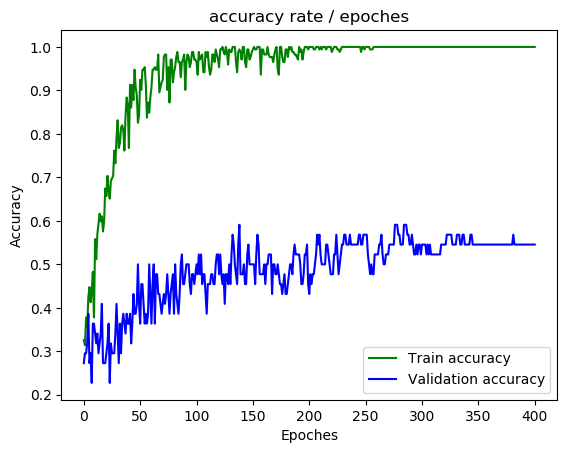 accuracy rate / epoches
1.0
0.9
0.8
0.7
0.6
0.5
0.4
0.3
0.2
Accuracy
Train accuracy
Validation accuracy
0 50 100 150 200 250 300 350 400
Epoches